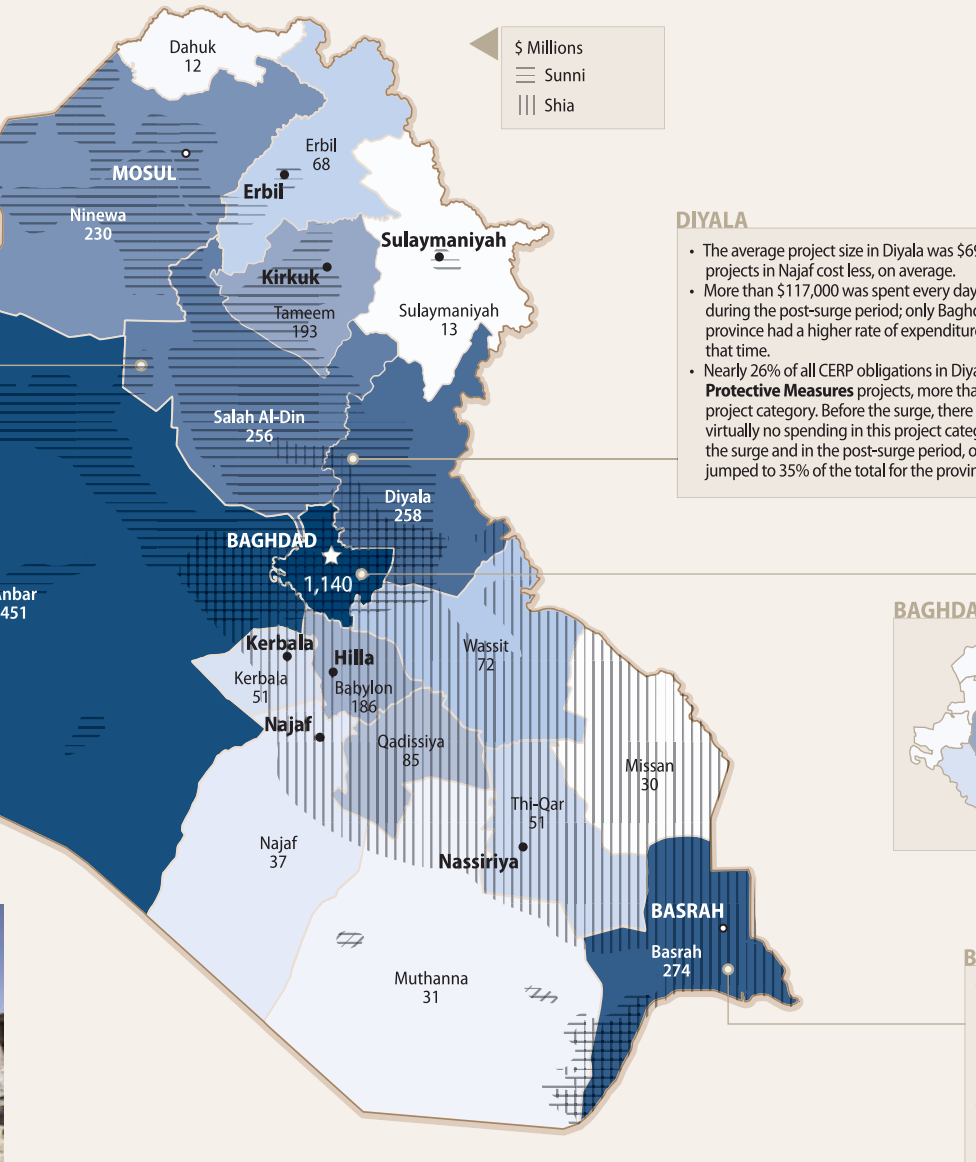 $ Millions
Sunni
Shia
Dahuk
12
Erbil
68
MOSUL
Erbil
Ninewa
230
Sulaymaniyah
Kirkuk
Tameem
193
Sulaymaniyah
13
DIYALA
• The average project size in Diyala was $69
projects in Najaf cost less, on average.
• More than $117,000 was spent every day
during the post-surge period; only Baghd
province had a higher rate of expenditure
that time.
• Nearly 26% of all CERP obligations in Diya
Protective Measures projects, more tha
project category. Before the surge, there
virtually no spending in this project categ
the surge and in the post-surge period, o
jumped to 35% of the total for the provin
Salah Al-Din
256
Diyala
258
BAGHDAD
1,140
Anbar
451
BAGHDA
Kerbala
Kerbala
51
Hilla
Babylon
186
Wassit
72
Najaf
Qadissiya
85
Missan
30
Thi-Qar
51
Najaf
37
Nassiriya
BASRAH
Basrah
274
B
Muthanna
31